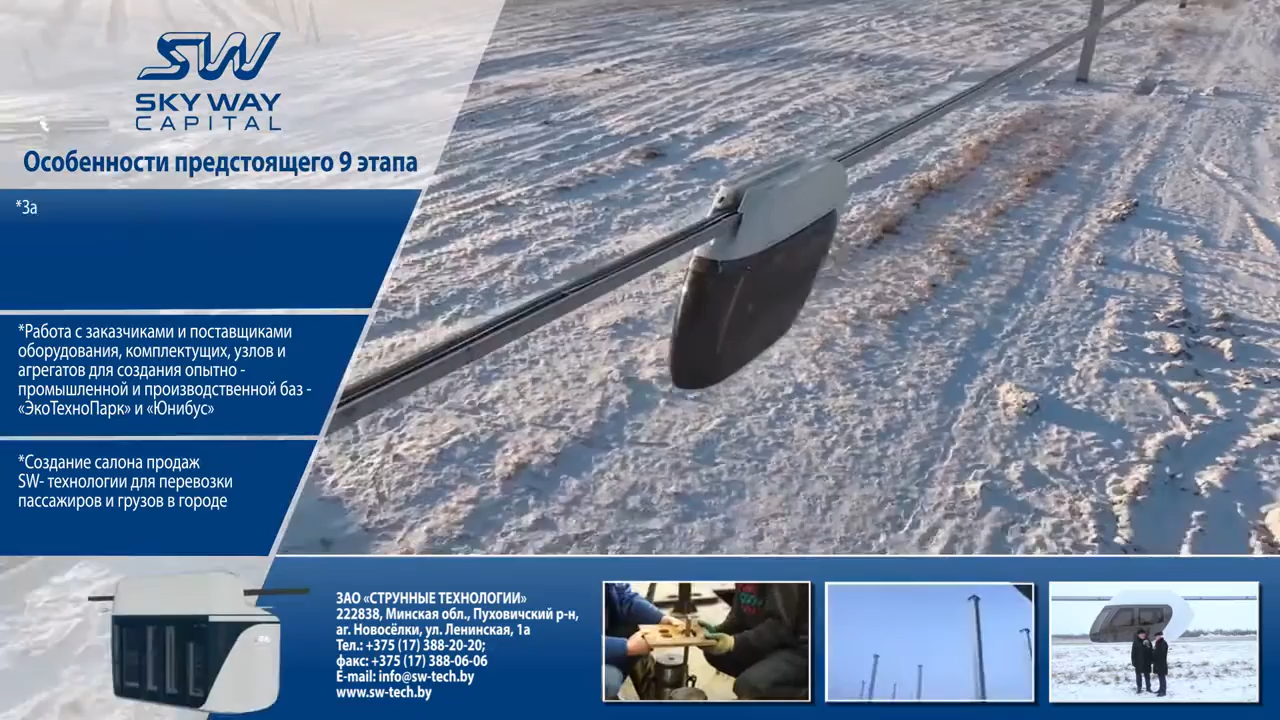 SW
SKY WAY
CAPITAL
Особенности предстоящего 9 этапа
*За
*Работа с заказчиками и поставщиками
оборудования, комплектущих, узлов и
агрегатов для создания опытно -
промышленной и производственной баз -
«ЭкоТехноПарк» и «Юнибус»
*Создание салона продаж
SW- технологии для перевозки
пассажиров и грузов в городе
ЗАО «СТРУННЫЕ ТЕХНОЛОГИИ»
222838, Минская обл., Пуховичский р-н,
аг. Новосёлки, ул. Ленинская, 1а
Тел.: +375 (17) 388-20-20;
факс: +375 (17) 388-06-06
E-mail: info@sw-tech.by
www.sw-tech.by